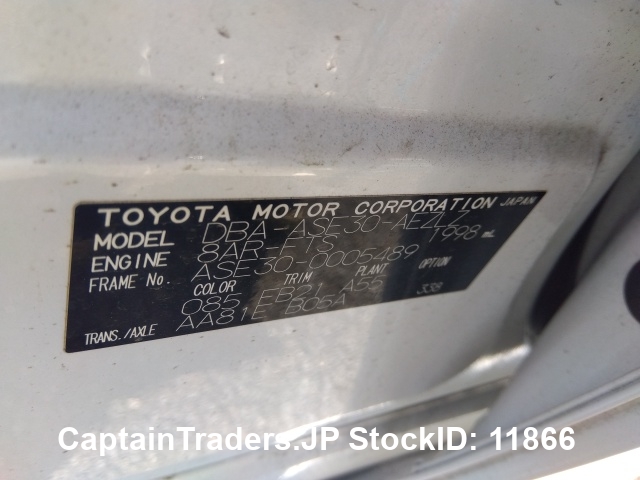 TOYOTA MOTOR CORPORATION JAPAN
MODEL DBA-ASE30-AEZLZ
ENGINE 8AR-FTS 1998 mL
FRAME No. ASE30-0005489
COLOR TRIM PLANT OPTION
085 EB21 A55 338
TRANS./AXLE AA81E B05A
CaptainTraders.JP StockID: 11866